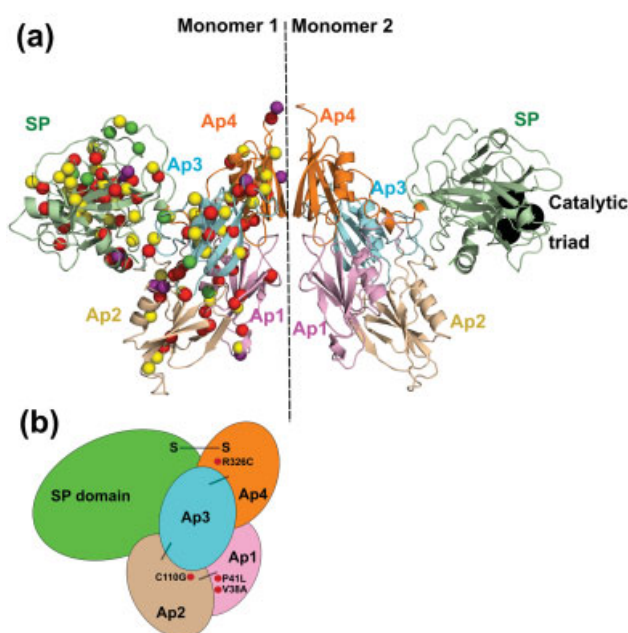 (a)
Monomer 1 Monomer 2
SP
Ap4
Ap3
Ap4
SP
Ap3
Catalytic
triad
Ap2
Ap1
Ap1
Ap2
(b)
S S
R326C
SP domain
Ap4
Ap3
Ap1
C110G
P41L
V38A
Ap2